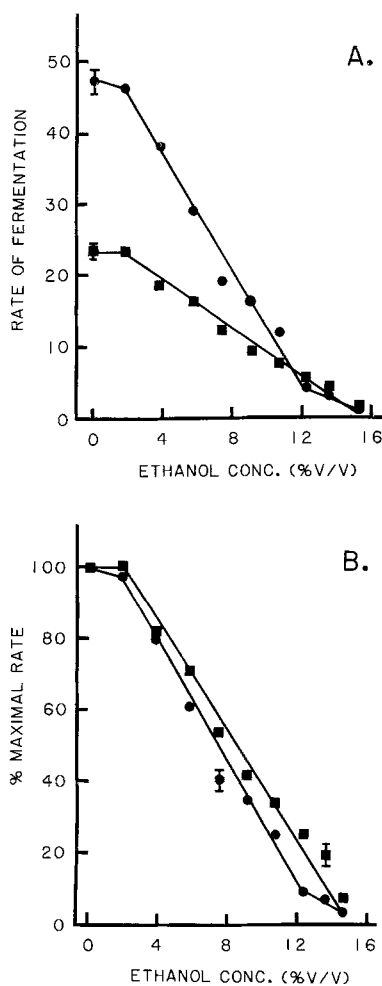 A.
RATE OF FERMENTATION
50
40
30
20
10
0
0 4 8 12 16
ETHANOL CONC. (%V/V)
B.
% MAXIMAL RATE
100
80
60
40
20
0
0 4 8 12 16
ETHANOL CONC. (%V/V)